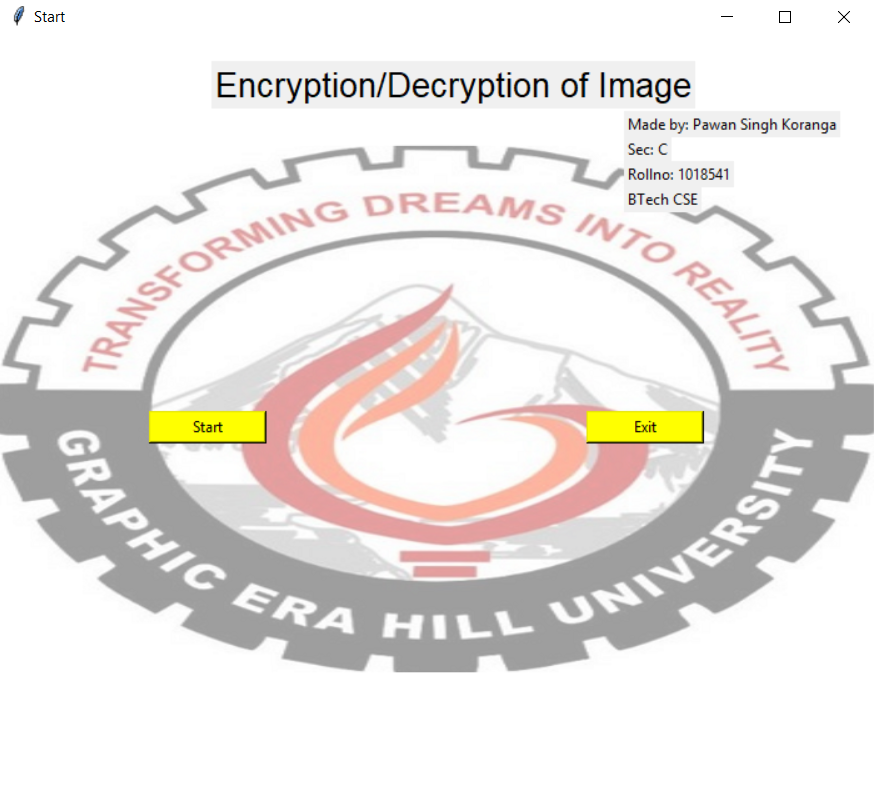 Start
Encryption/Decryption of Image
Made by: Pawan Singh Koranga
Sec: C
Rollno: 1018541
BTech CSE
TRANSFORMING DREAMS INTO REALITY
Start
Exit
GRAPHIC ERA HILL UNIVERSITY